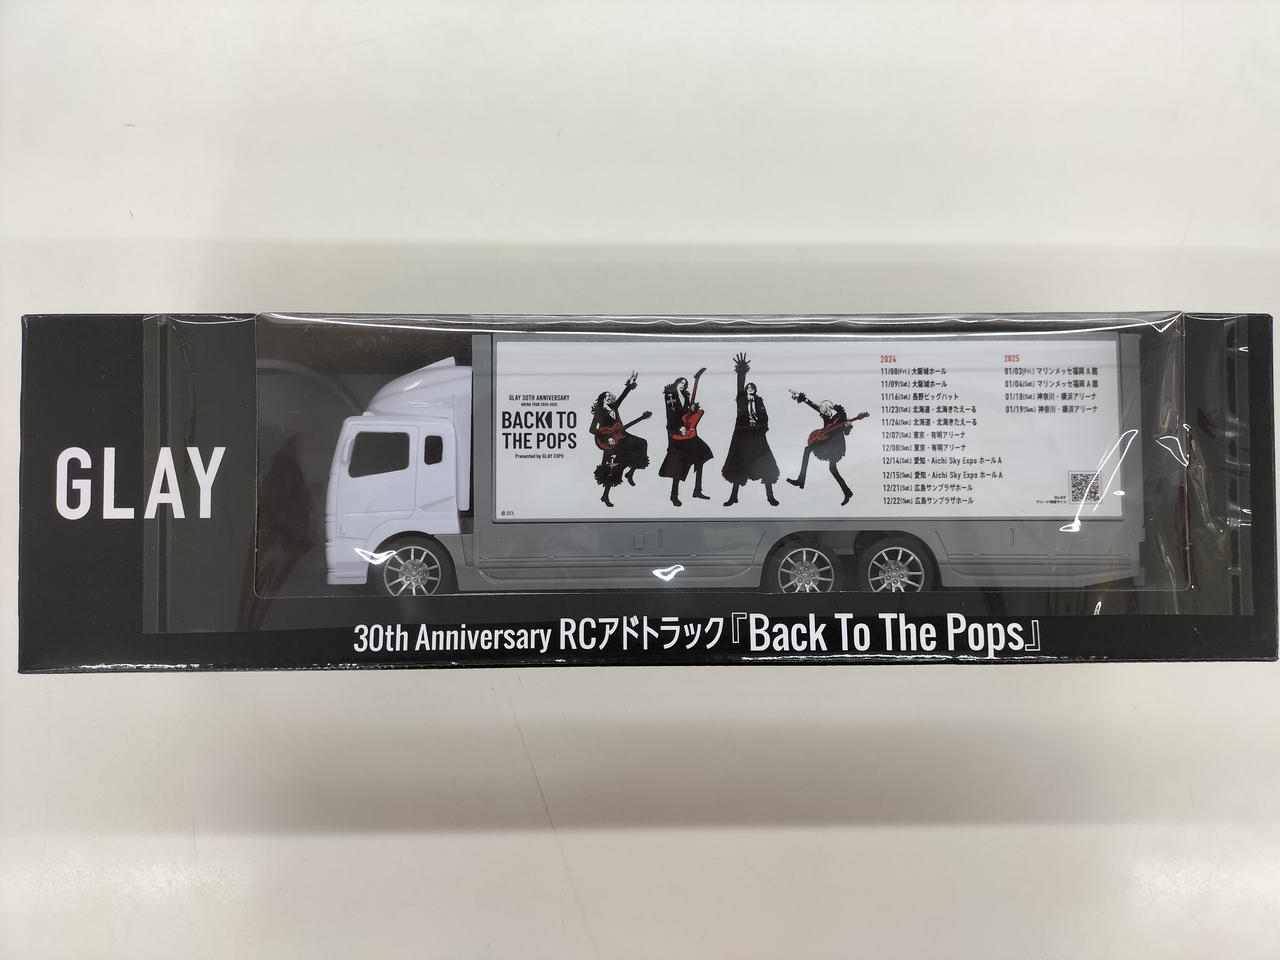 GLAY
GLAY 30TH ANNIVERSARY
ARENA TOUR 2024-2025
BACK TO
THE POPS
Presented by GLAY EXPO
2024
11/08[Fri.] 大阪城ホール
11/09[Sat.] 大阪城ホール
11/16[Sat.] 長野ビッグハット
11/23[Sat.] 北海道・北海きたえーる
11/24[Sun.] 北海道・北海きたえーる
12/07[Sat.] 東京・有明アリーナ
12/08[Sun.] 東京・有明アリーナ
12/14[Sat.] 愛知・Aichi Sky Expo ホールA
12/15[Sun.] 愛知・Aichi Sky Expo ホールA
12/21[Sat.] 広島サンプラザホール
12/22[Sun.] 広島サンプラザホール
2025
01/03[Fri.] マリンメッセ福岡A館
01/04[Sat.] マリンメッセ福岡A館
01/18[Sat.] 神奈川・横浜アリーナ
01/19[Sun.] 神奈川・横浜アリーナ
GLAY
30th Anniversary RCアドトラック『Back To The Pops』